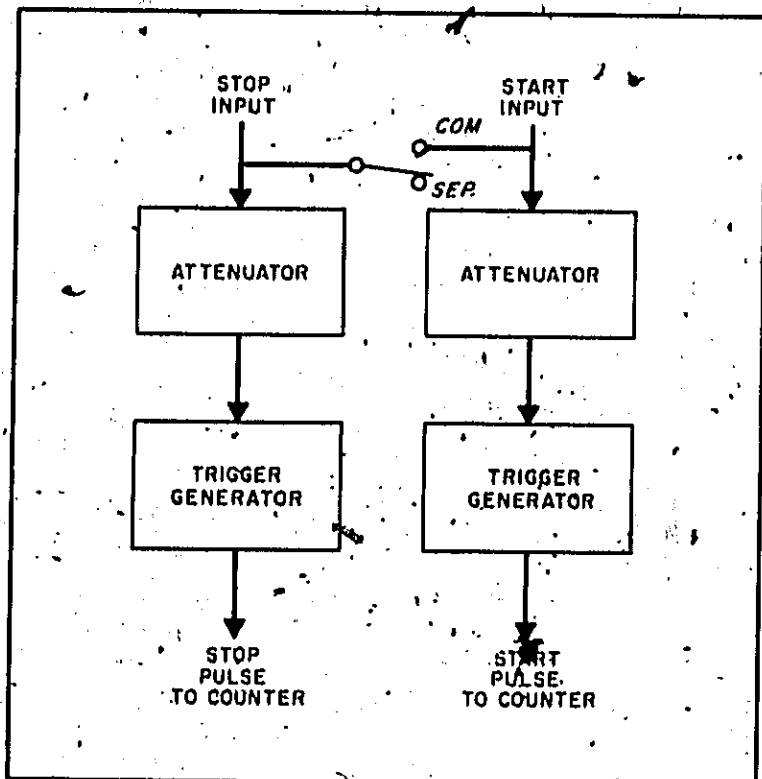 STOP
INPUT
START
INPUT
COM
SEP.
ATTENUATOR
ATTENUATOR
TRIGGER
GENERATOR
TRIGGER
GENERATOR
STOP
PULSE
TO COUNTER
START
PULSE
TO COUNTER